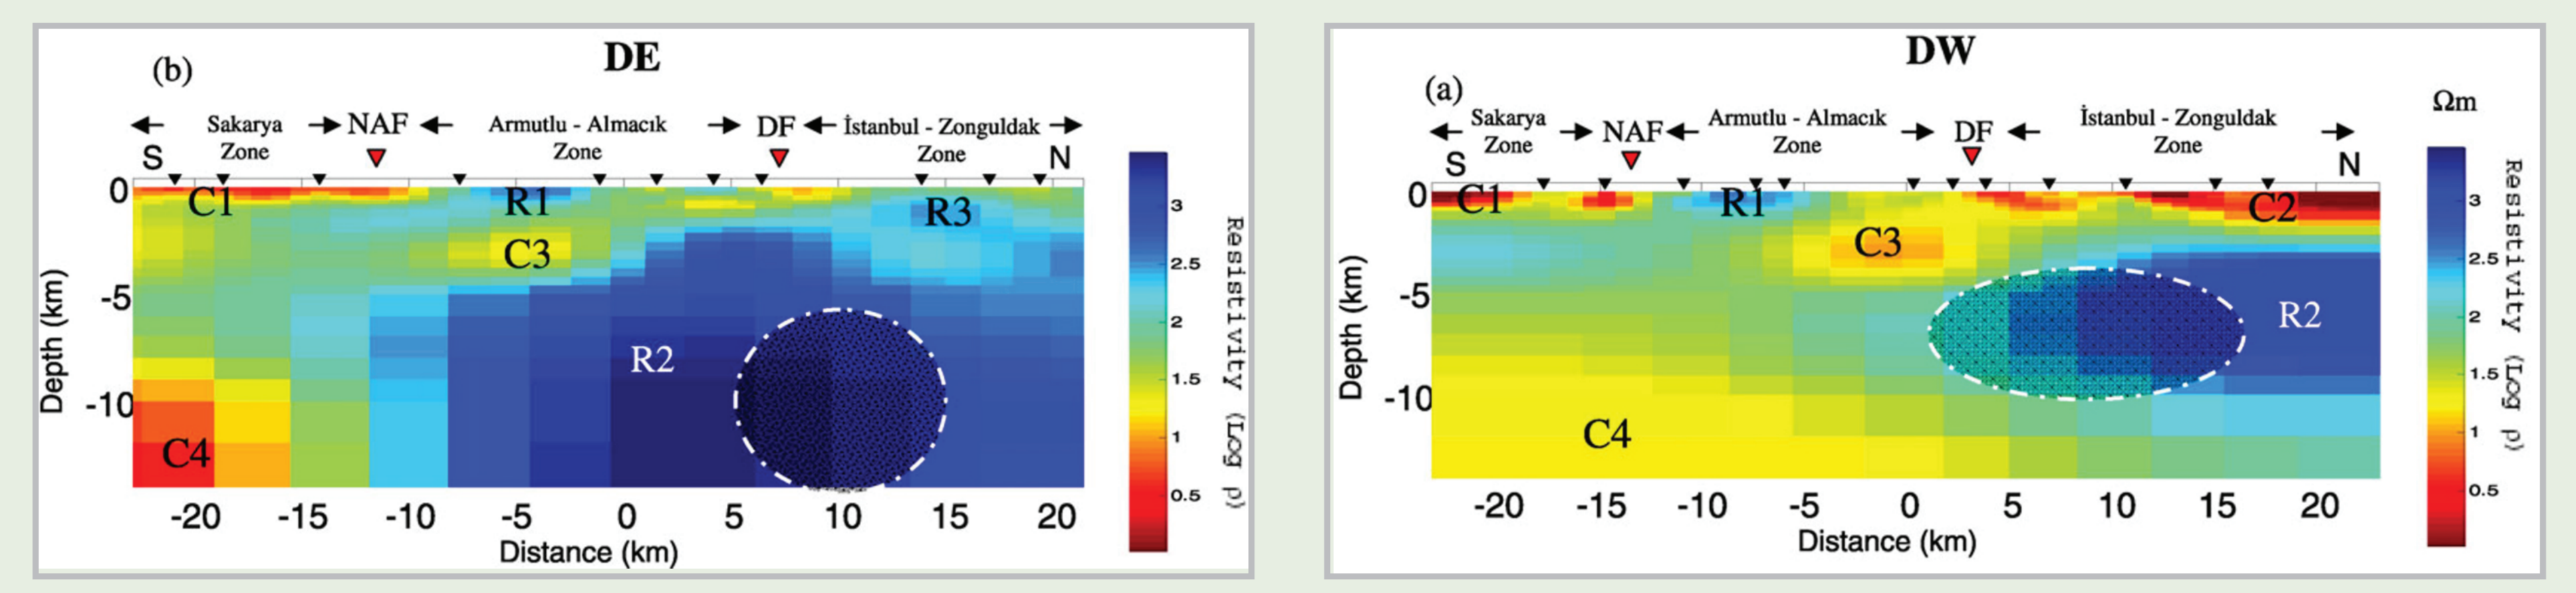 DE
(b)
← Sakarya Zone → NAF ← Armutlu - Almacık Zone → DF ← İstanbul - Zonguldak Zone →
S N
0
-5
-10
Depth (km)
C1
R1
C3
R3
R2
C4
-20 -15 -10 -5 0 5 10 15 20
Distance (km)
3
2.5
2
1.5
1
0.5
Resistivity (Log ρ)
DW
(a)
← Sakarya Zone → NAF ← Armutlu - Almacık Zone → DF ← İstanbul - Zonguldak Zone →
S N
0
-5
-10
Depth (km)
C1
R1
C2
C3
R2
C4
-20 -15 -10 -5 0 5 10 15 20
Distance (km)
Ωm
3
2.5
2
1.5
1
0.5
Resistivity (Log ρ)